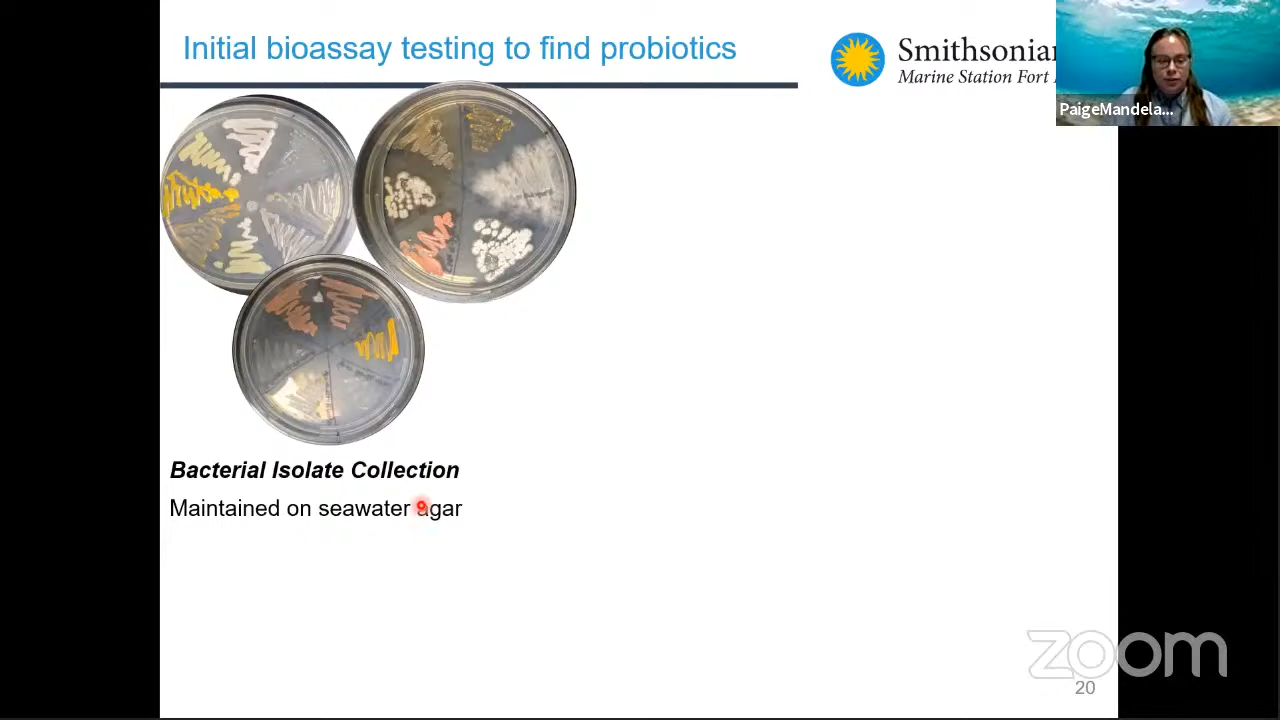 Initial bioassay testing to find probiotics
Smithsonian
Marine Station Fort
PaigeMandela...
Bacterial Isolate Collection
Maintained on seawater agar
zoom
20